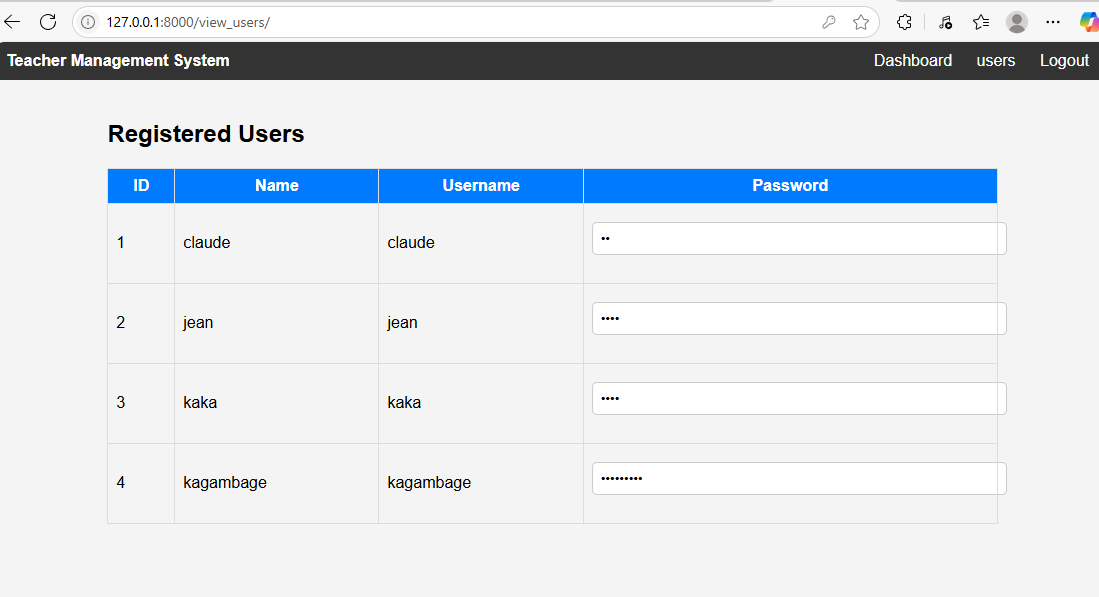 127.0.0.1:8000/view_users/
Teacher Management System Dashboard users Logout
Registered Users
ID Name Username Password
1 claude claude ••
2 jean jean ••••
3 kaka kaka ••••
4 kagambage kagambage •••••••••